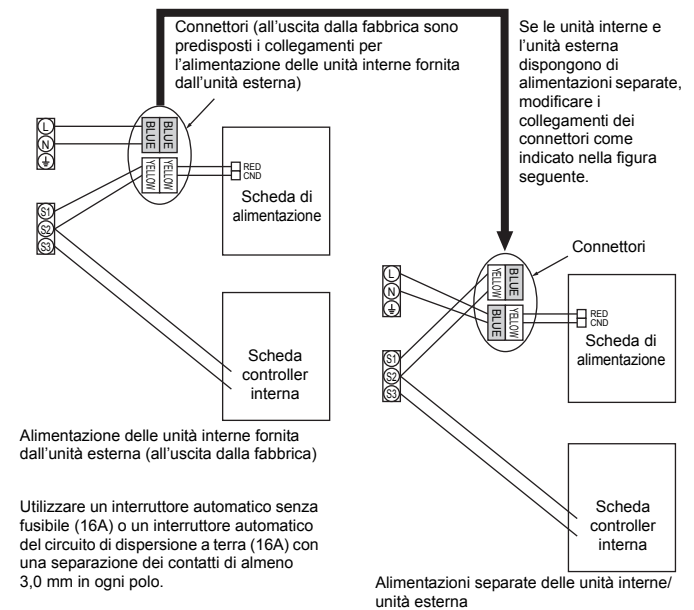 Connettori (all'uscita dalla fabbrica sono
predisposti i collegamenti per
l'alimentazione delle unità interne fornita
dall'unità esterna)
Se le unità interne e
l'unità esterna
dispongono di
alimentazioni separate,
modificare i
collegamenti dei
connettori come
indicato nella figura
seguente.
L
N
BLUE
BLUE
YELLOW
YELLOW
RED
CND
Scheda di
alimentazione
S1
S2
S3
Scheda
controller
interna
Alimentazione delle unità interne fornita
dall'unità esterna (all'uscita dalla fabbrica)
Utilizzare un interruttore automatico senza
fusibile (16A) o un interruttore automatico
del circuito di dispersione a terra (16A) con
una separazione dei contatti di almeno
3,0 mm in ogni polo.
Connettori
L
N
YELLOW
BLUE
BLUE
YELLOW
RED
CND
Scheda di
alimentazione
S1
S2
S3
Scheda
controller
interna
Alimentazioni separate delle unità interne/
unità esterna